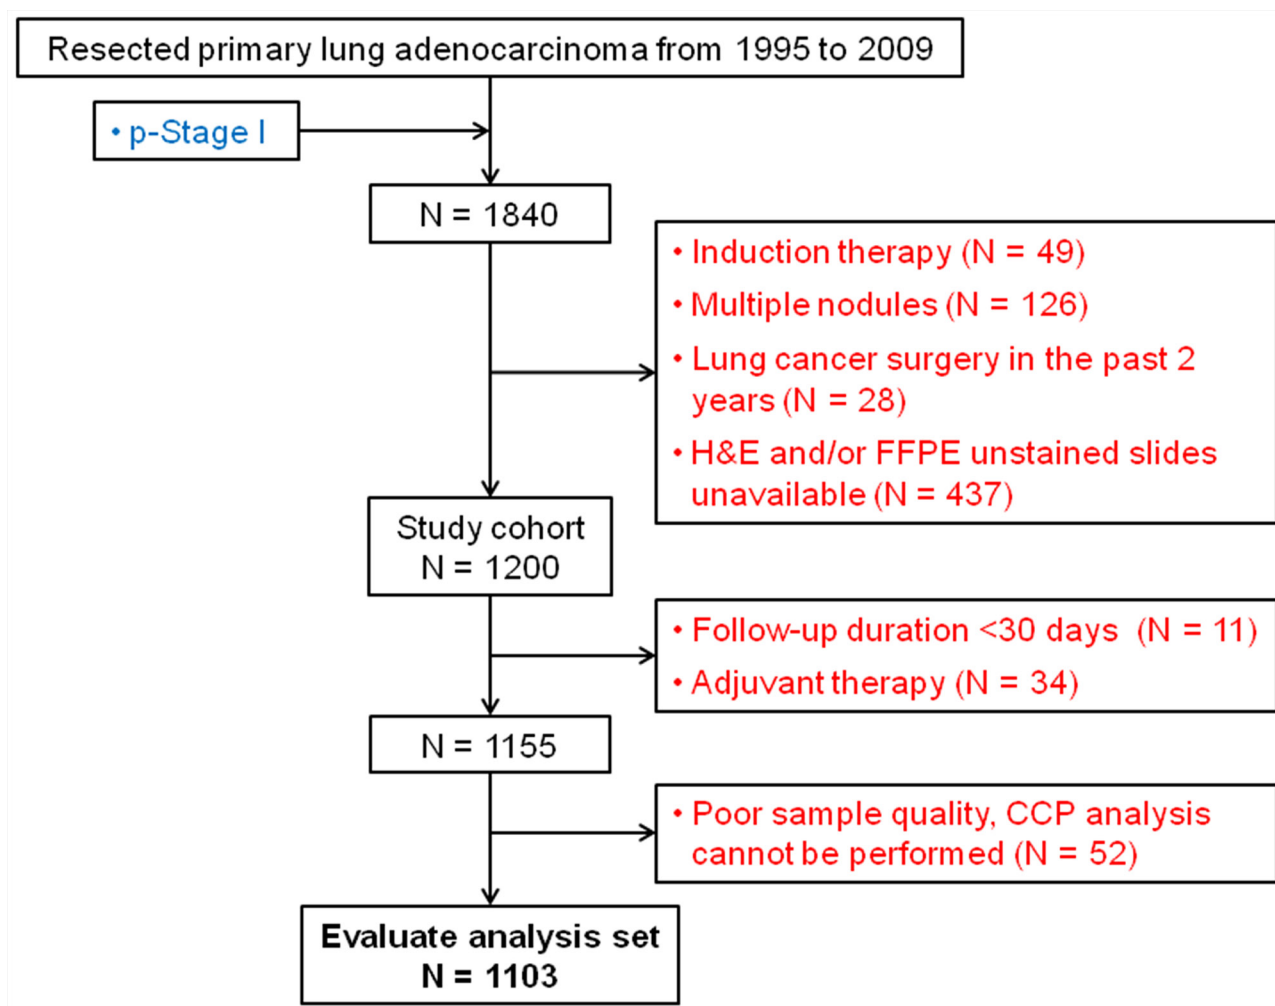 Resected primary lung adenocarcinoma from 1995 to 2009
• p-Stage I
N = 1840
• Induction therapy (N = 49)
• Multiple nodules (N = 126)
• Lung cancer surgery in the past 2
years (N = 28)
• H&E and/or FFPE unstained slides
unavailable (N = 437)
Study cohort
N = 1200
• Follow-up duration <30 days (N = 11)
• Adjuvant therapy (N = 34)
N = 1155
• Poor sample quality, CCP analysis
cannot be performed (N = 52)
Evaluate analysis set
N = 1103